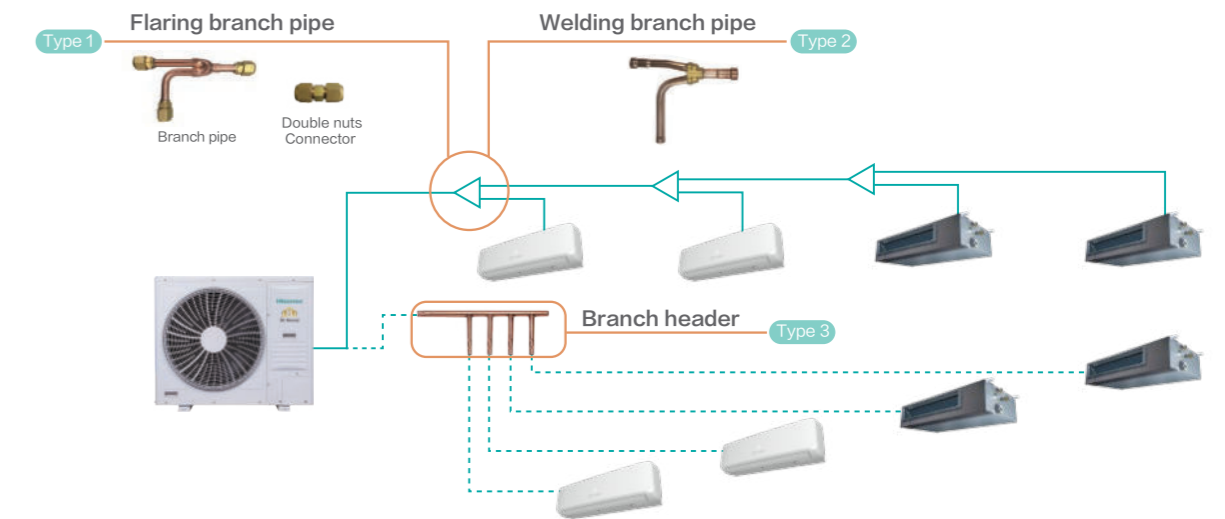 Flaring branch pipe
Welding branch pipe
Type 1
Type 2
Branch pipe
Double nuts
Connector
Hisense
Branch header
Type 3